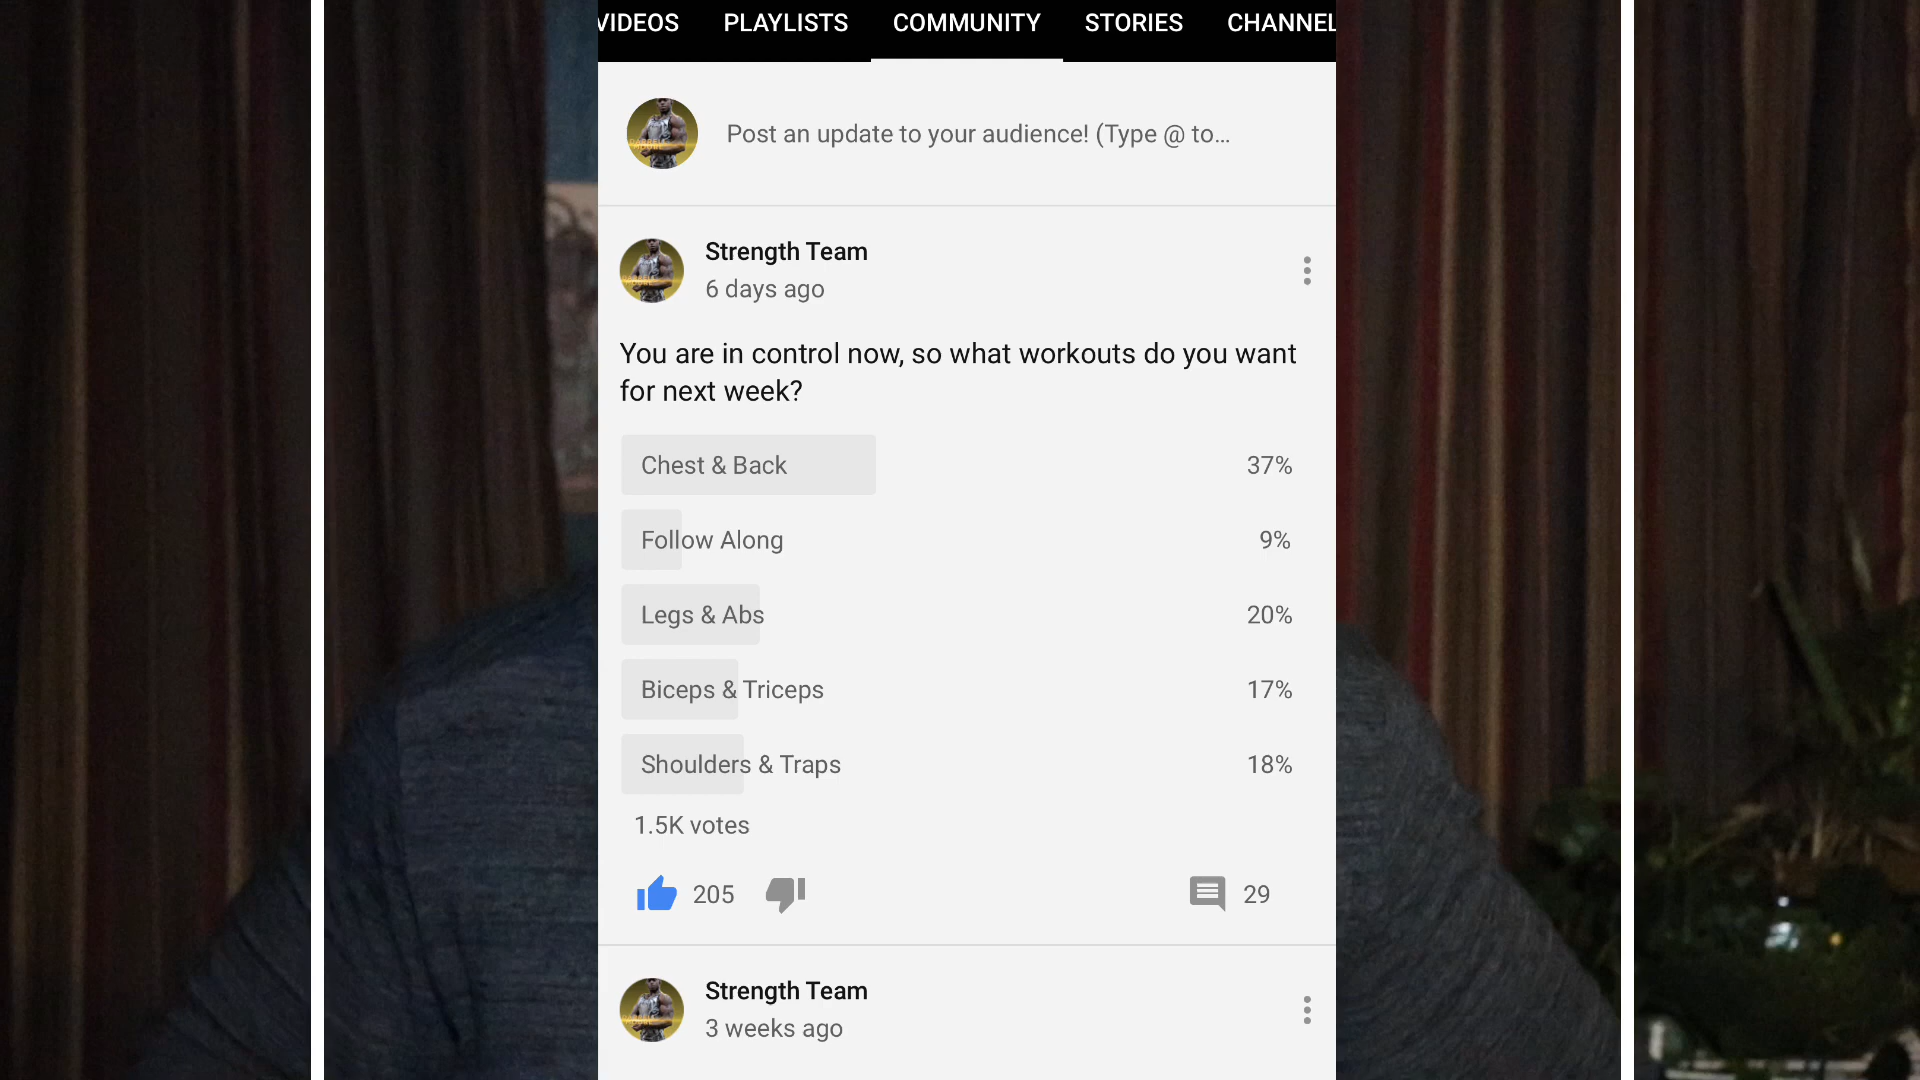 VIDEOS PLAYLISTS COMMUNITY STORIES CHANNEL
Post an update to your audience! (Type @ to...
Strength Team
6 days ago
You are in control now, so what workouts do you want
for next week?
Chest & Back 37%
Follow Along 9%
Legs & Abs 20%
Biceps & Triceps 17%
Shoulders & Traps 18%
1.5K votes
205 29
Strength Team
3 weeks ago